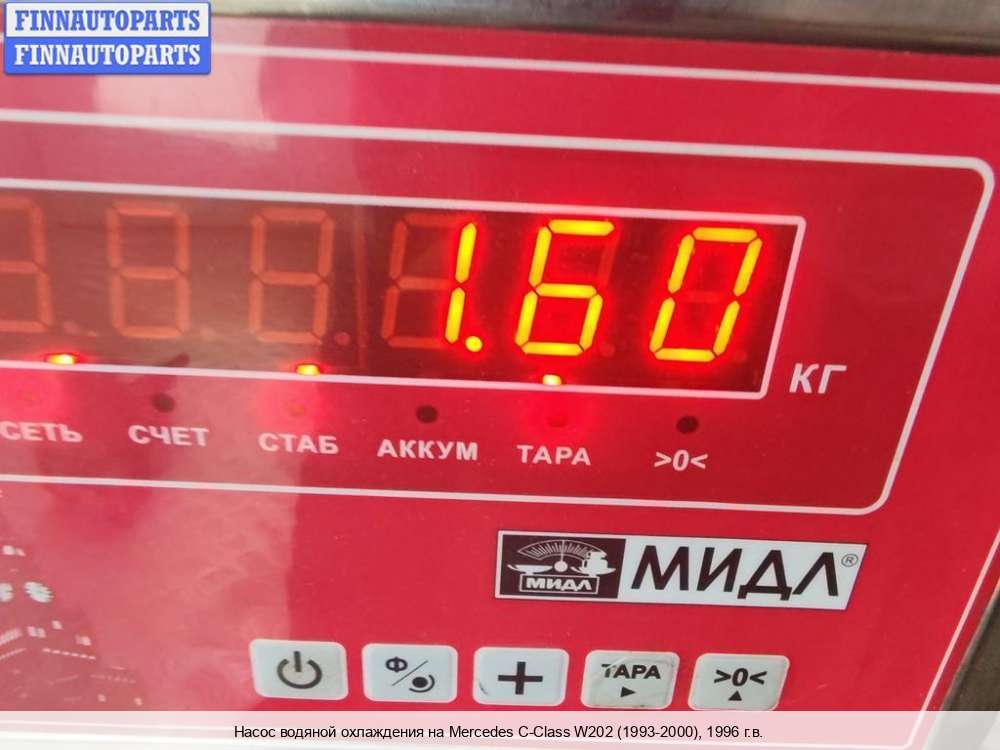 FINNAUTOPARTS
FINNAUTOPARTS
1.60
КГ
СЕТЬ СЧЕТ СТАБ АККУМ ТАРА >0<
МИДЛ МИДЛ®
Ф + ТАРА >0<
Насос водяной охлаждения на Mercedes C-Class W202 (1993-2000), 1996 г.в.